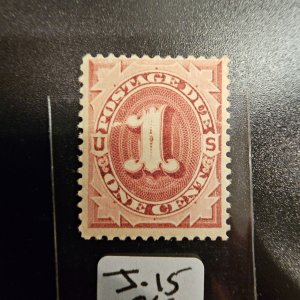 POSTAGE DUE
U 1 S
ONE CENT
J-15